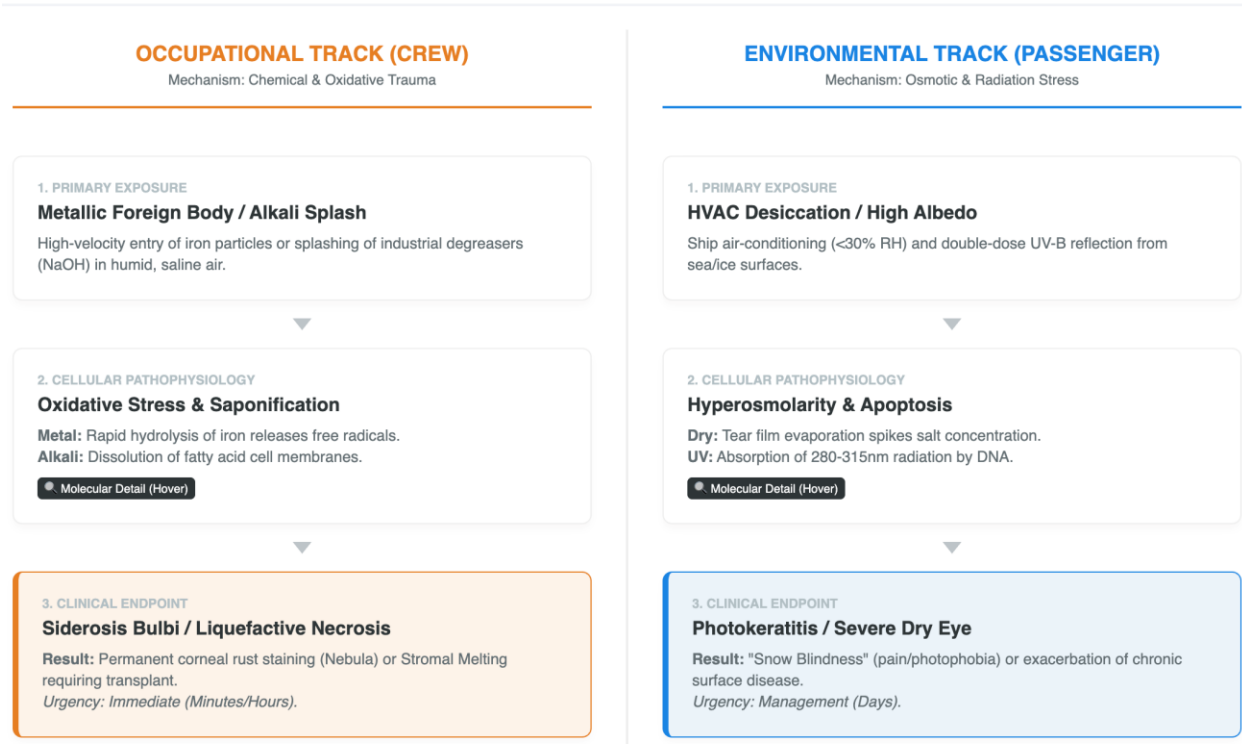 OCCUPATIONAL TRACK (CREW)
Mechanism: Chemical & Oxidative Trauma
1. PRIMARY EXPOSURE
Metallic Foreign Body / Alkali Splash
High-velocity entry of iron particles or splashing of industrial degreasers
(NaOH) in humid, saline air.
2. CELLULAR PATHOPHYSIOLOGY
Oxidative Stress & Saponification
Metal: Rapid hydrolysis of iron releases free radicals.
Alkali: Dissolution of fatty acid cell membranes.
Molecular Detail (Hover)
3. CLINICAL ENDPOINT
Siderosis Bulbi / Liquefactive Necrosis
Result: Permanent corneal rust staining (Nebula) or Stromal Melting
requiring transplant.
Urgency: Immediate (Minutes/Hours).
ENVIRONMENTAL TRACK (PASSENGER)
Mechanism: Osmotic & Radiation Stress
1. PRIMARY EXPOSURE
HVAC Desiccation / High Albedo
Ship air-conditioning (<30% RH) and double-dose UV-B reflection from
sea/ice surfaces.
2. CELLULAR PATHOPHYSIOLOGY
Hyperosmolarity & Apoptosis
Dry: Tear film evaporation spikes salt concentration.
UV: Absorption of 280-315nm radiation by DNA.
Molecular Detail (Hover)
3. CLINICAL ENDPOINT
Photokeratitis / Severe Dry Eye
Result: "Snow Blindness" (pain/photophobia) or exacerbation of chronic
surface disease.
Urgency: Management (Days).